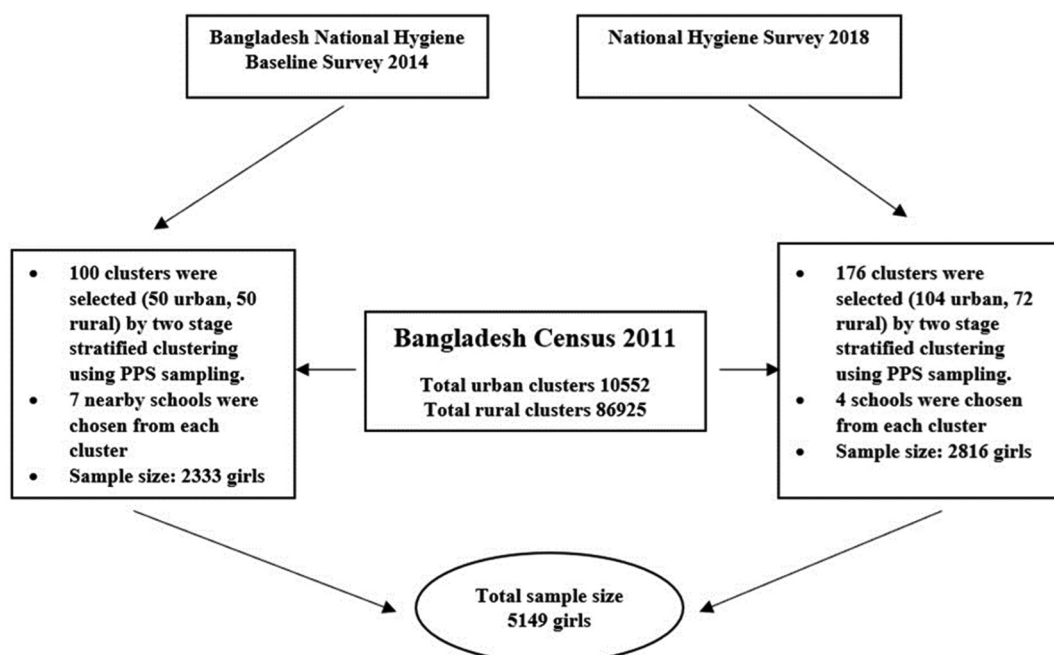 Bangladesh National Hygiene
Baseline Survey 2014
National Hygiene Survey 2018
• 100 clusters were
selected (50 urban, 50
rural) by two stage
stratified clustering
using PPS sampling.
• 7 nearby schools were
chosen from each
cluster
• Sample size: 2333 girls
Bangladesh Census 2011
Total urban clusters 10552
Total rural clusters 86925
• 176 clusters were
selected (104 urban, 72
rural) by two stage
stratified clustering
using PPS sampling.
• 4 schools were chosen
from each cluster
• Sample size: 2816 girls
Total sample size
5149 girls